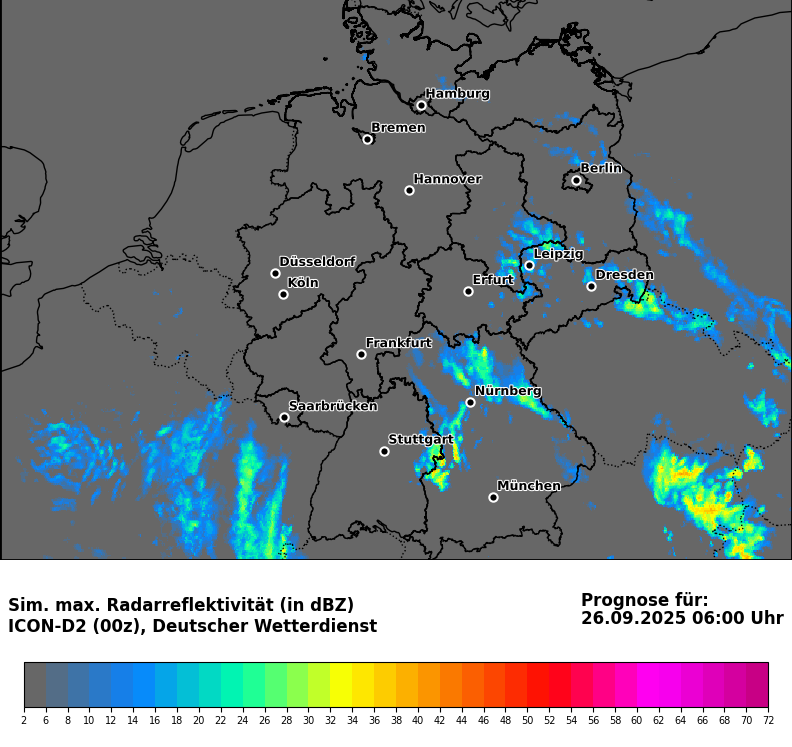 Hamburg
Bremen
Berlin
Hannover
Leipzig
Düsseldorf
Dresden
Köln
Erfurt
Frankfurt
Nürnberg
Saarbrücken
Stuttgart
München
Sim. max. Radarreflektivität (in dBZ)
ICON-D2 (00z), Deutscher Wetterdienst
Prognose für:
26.09.2025 06:00 Uhr
2 6 8 10 12 14 16 18 20 22 24 26 28 30 32 34 36 38 40 42 44 46 48 50 52 54 56 58 60 62 64 66 68 70 72